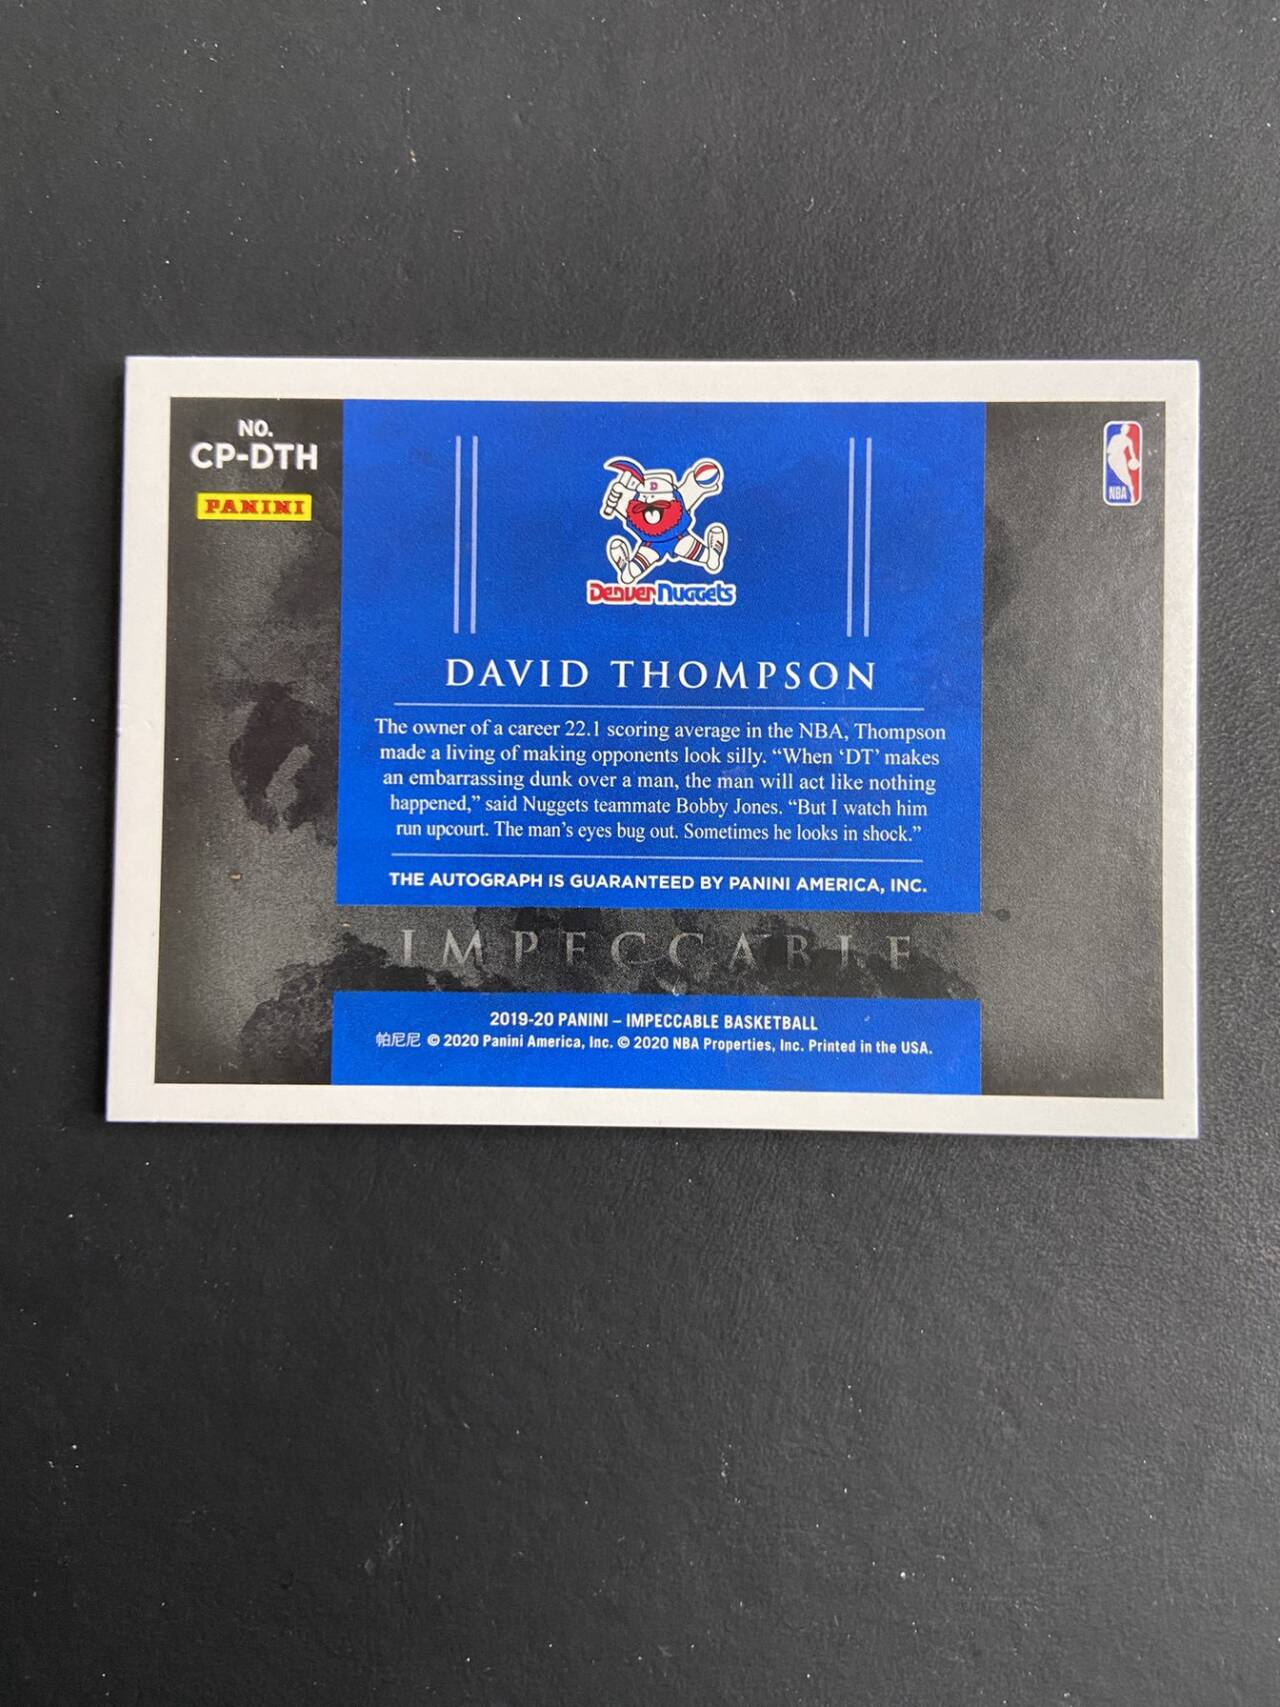 NO.
CP-DTH
PANINI
NBA
D
Denver Nuggets
DAVID THOMPSON
The owner of a career 22.1 scoring average in the NBA, Thompson
made a living of making opponents look silly. “When ‘DT’ makes
an embarrassing dunk over a man, the man will act like nothing
happened,” said Nuggets teammate Bobby Jones. “But I watch him
run upcourt. The man’s eyes bug out. Sometimes he looks in shock.”
THE AUTOGRAPH IS GUARANTEED BY PANINI AMERICA, INC.
IMPECCABLE
2019-20 PANINI – IMPECCABLE BASKETBALL
帕尼尼 © 2020 Panini America, Inc. © 2020 NBA Properties, Inc. Printed in the USA.